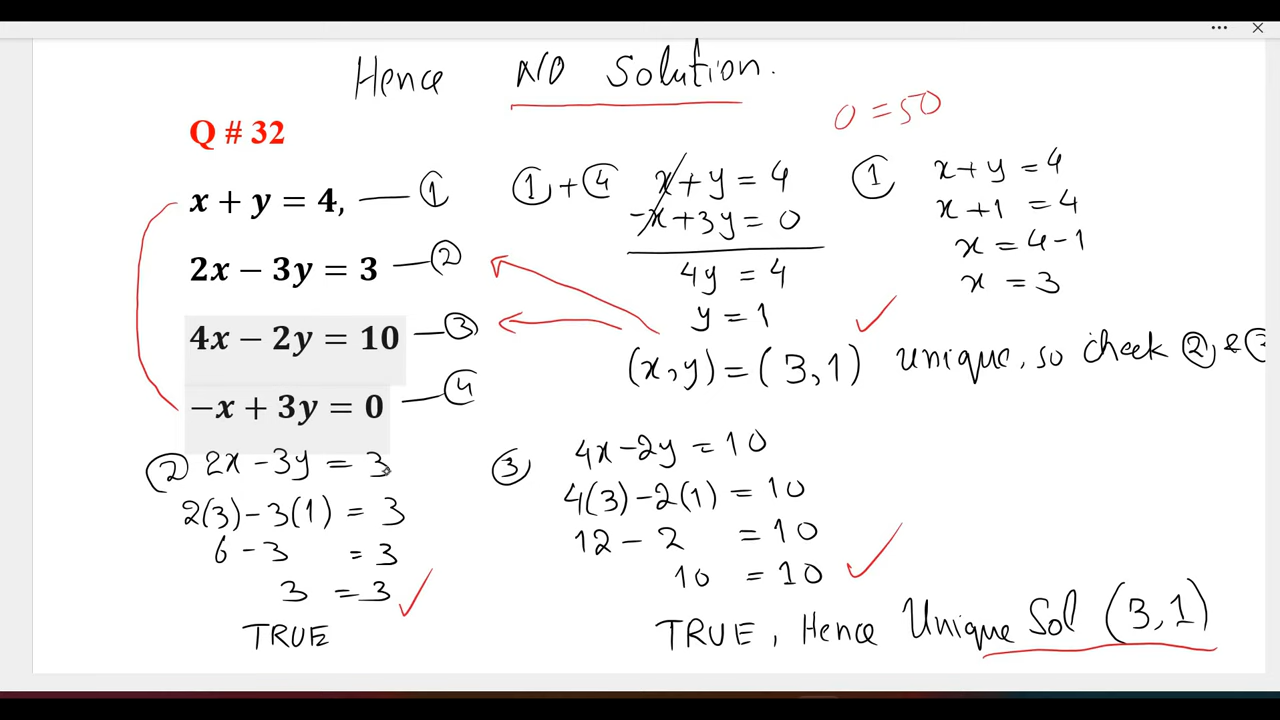 Hence NO Solution.
0 = 50
Q # 32
x + y = 4, — ①
2x − 3y = 3 — ②
4x − 2y = 10 — ③
−x + 3y = 0 — ④
① + ④
x + y = 4
-x + 3y = 0
4y = 4
y = 1
(x,y) = (3,1) unique, so check ②, & ③
①
x + y = 4
x + 1 = 4
x = 4 - 1
x = 3
② 2x - 3y = 3
2(3) - 3(1) = 3
6 - 3 = 3
3 = 3
TRUE
③ 4x - 2y = 10
4(3) - 2(1) = 10
12 - 2 = 10
10 = 10
TRUE, Hence Unique Sol (3,1)